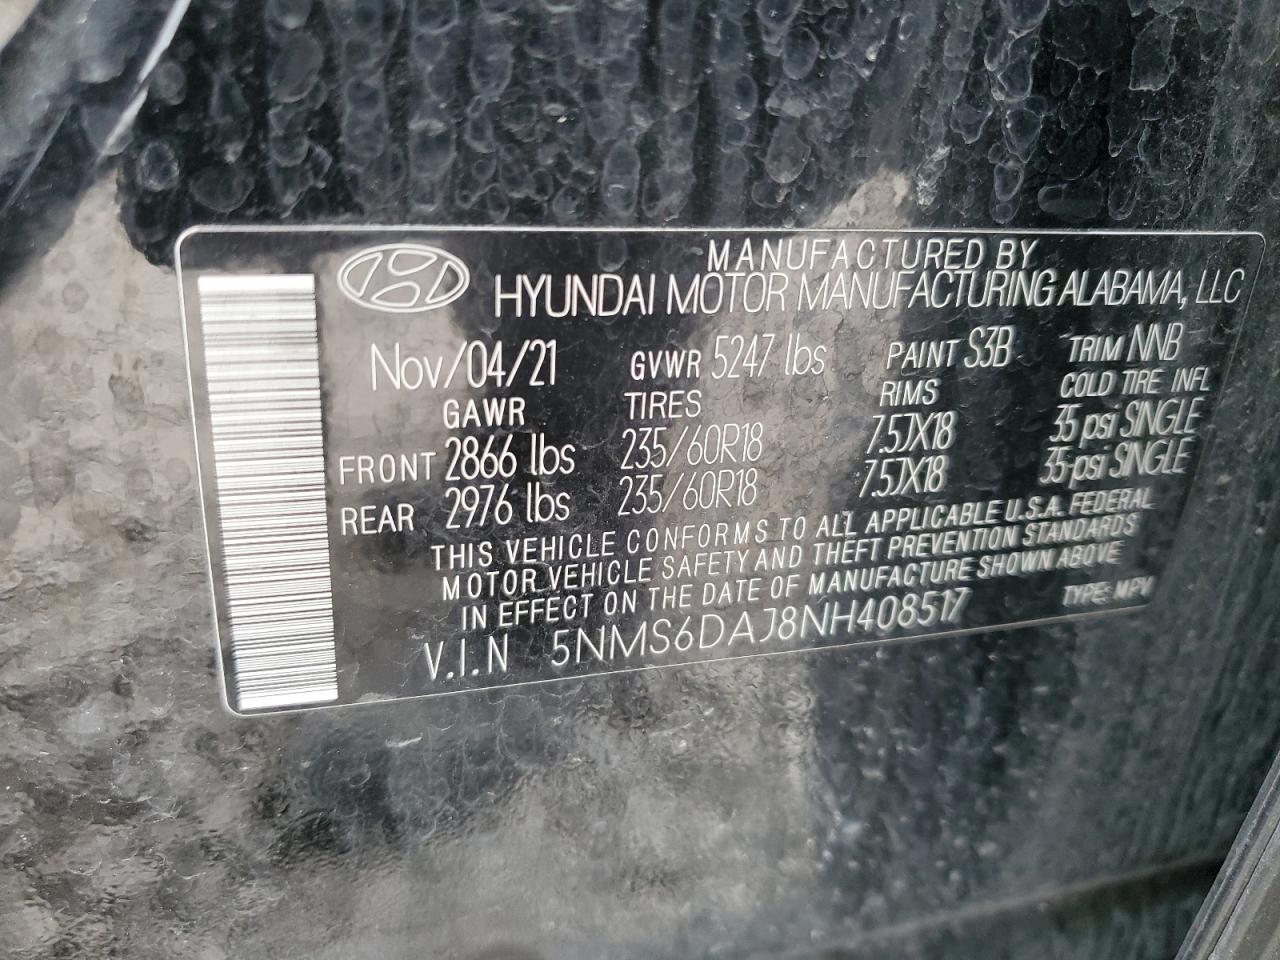 MANUFACTURED BY
HYUNDAI MOTOR MANUFACTURING ALABAMA, LLC
Nov/04/21 GVWR 5247 lbs PAINT S3B TRIM NNB
GAWR TIRES RIMS COLD TIRE INFL
FRONT 2866 lbs 235/60R18 7.5JX18 35 psi SINGLE
REAR 2976 lbs 235/60R18 7.5JX18 35 psi SINGLE
THIS VEHICLE CONFORMS TO ALL APPLICABLE U.S.A. FEDERAL
MOTOR VEHICLE SAFETY AND THEFT PREVENTION STANDARDS
IN EFFECT ON THE DATE OF MANUFACTURE SHOWN ABOVE
V.I.N 5NMS6DAJ8NH408517 TYPE: MPV